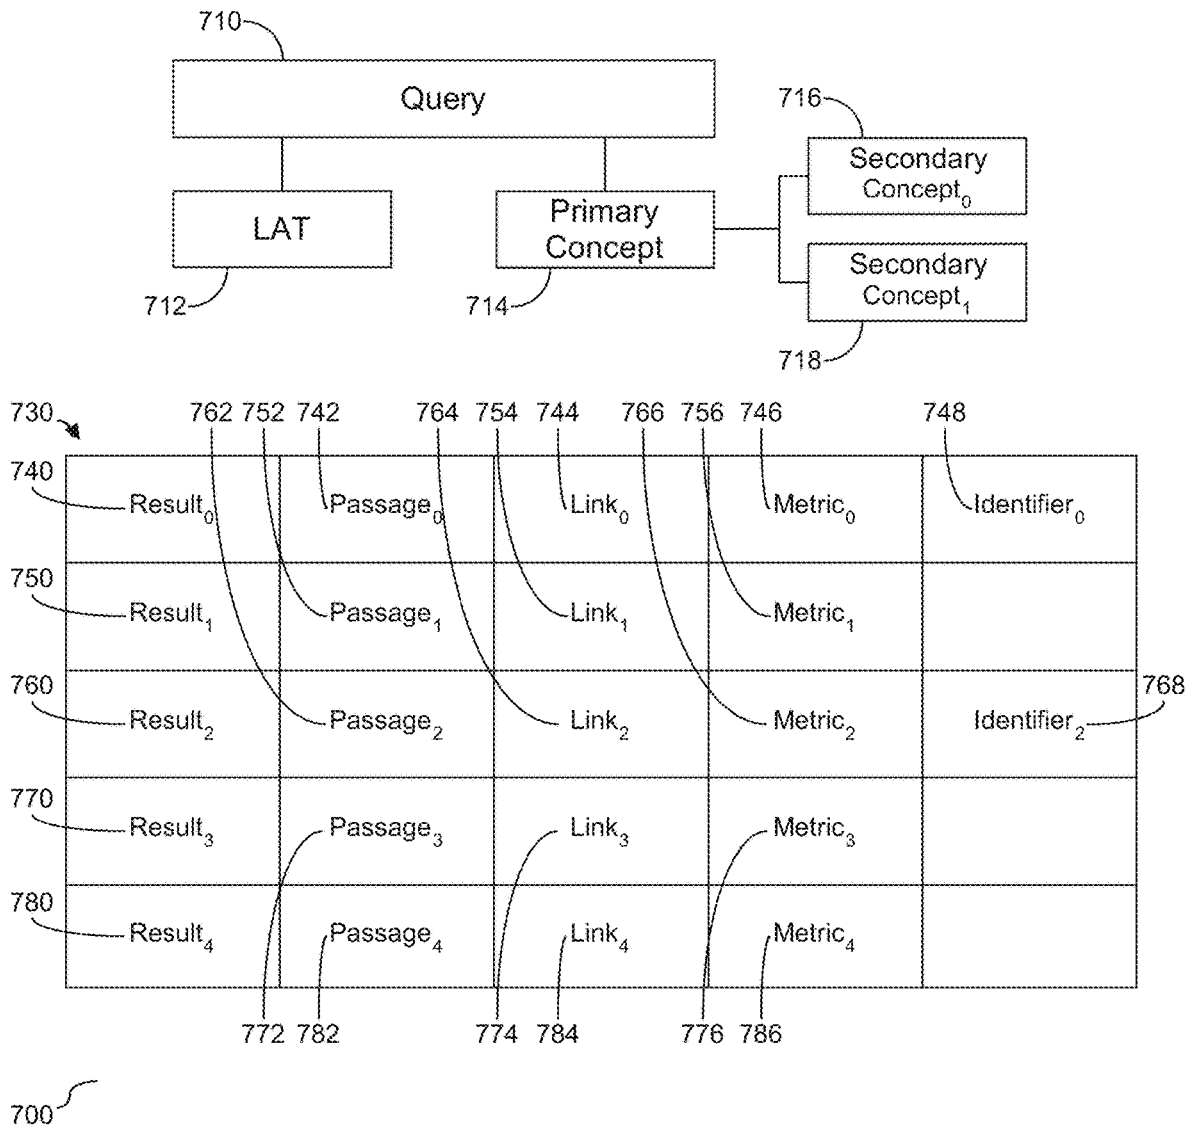 710
Query
716
Secondary
Concept₀
LAT
Primary
Concept
Secondary
Concept₁
712
714
718
730
762 752 742 764 754 744 766 756 746 748
740
Result₀ Passage₀ Link₀ Metric₀ Identifier₀
750
Result₁ Passage₁ Link₁ Metric₁
760
768
Result₂ Passage₂ Link₂ Metric₂ Identifier₂
770
Result₃ Passage₃ Link₃ Metric₃
780
Result₄ Passage₄ Link₄ Metric₄
772 782 774 784 776 786
700